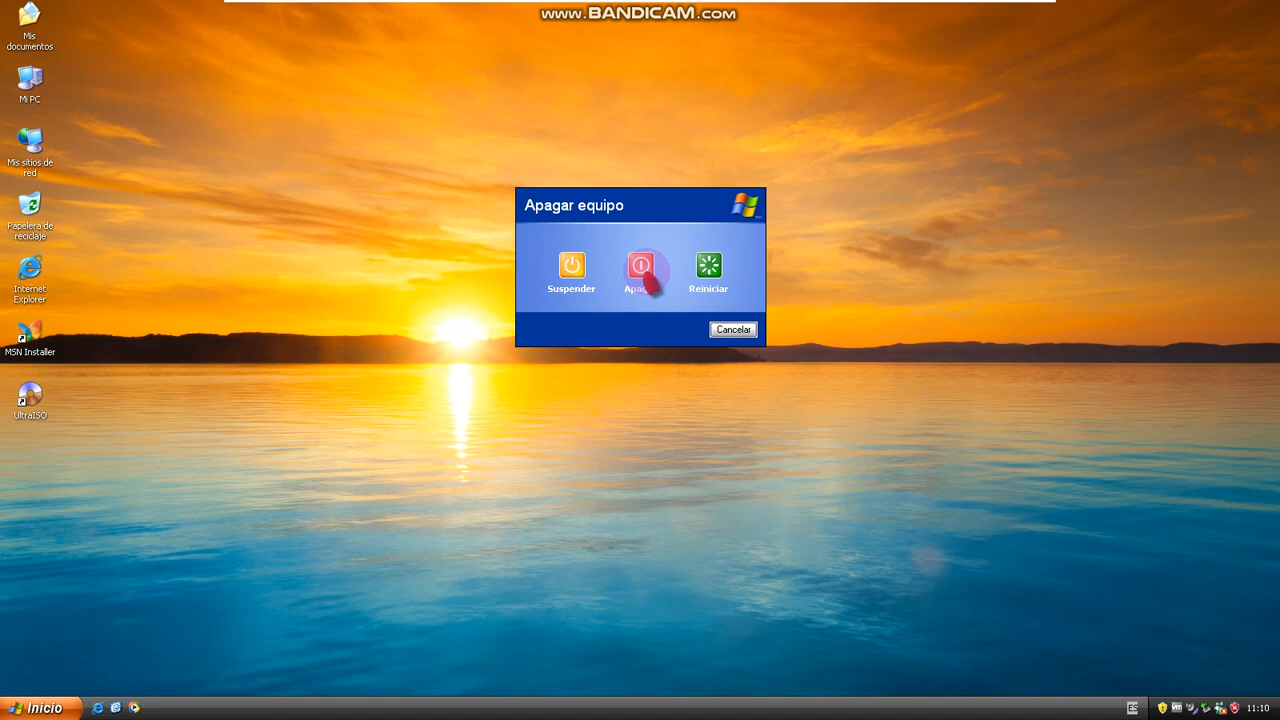 www.BANDICAM.com
Mis
documentos
Mi PC
Mis sitios de
red
Papelera de
reciclaje
Internet
Explorer
MSN Installer
UltraISO
Apagar equipo
Suspender
Reiniciar
Cancelar
Inicio
ES
11:10